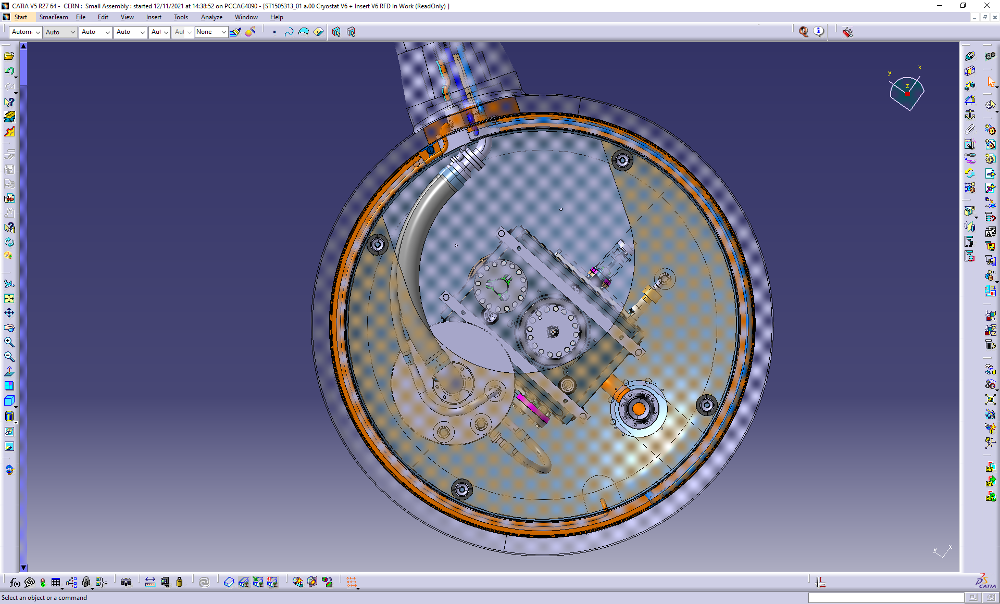 CATIA V5 R27 64 - CERN : Small Assembly : started 12/11/2021 at 14:38:52 on PCCAG4090 - [ST1505313_01 a.00 Cryostat V6 + Insert V6 RFD In Work (ReadOnly) ]
Start SmarTeam File Edit View Insert Tools Analyze Window Help
Automa Auto Auto Auto Aut Aut None
y x
z
y x
f(x)
DS CATIA
Select an object or a command